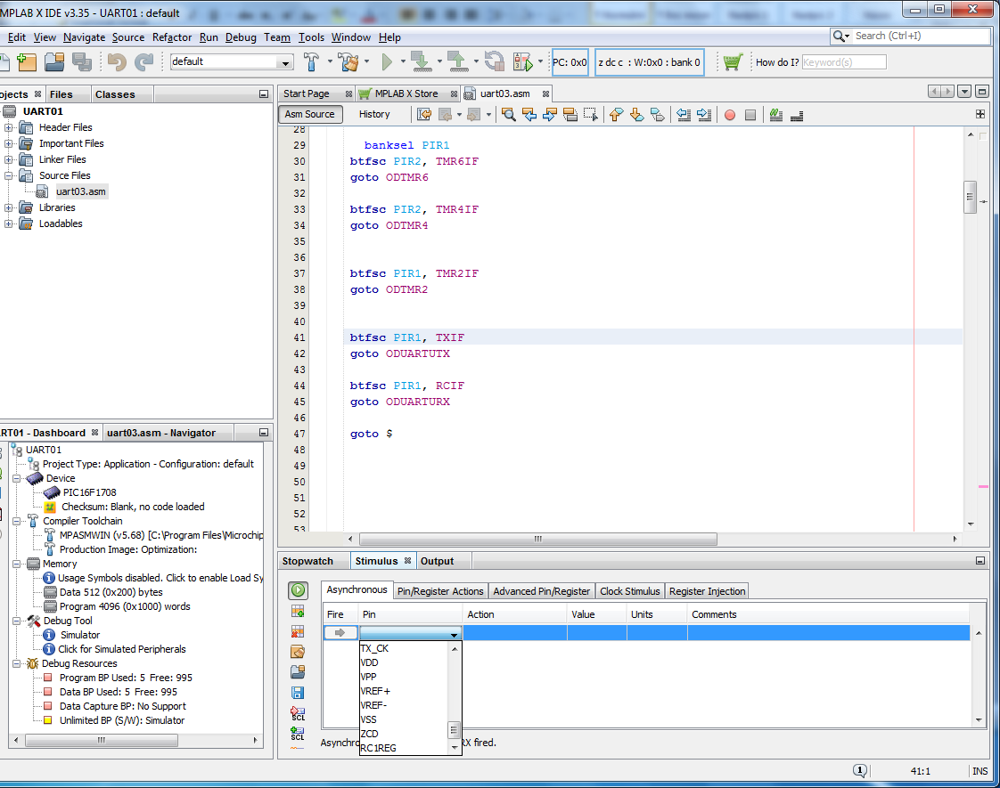 MPLAB X IDE v3.35 - UART01 : default
Edit View Navigate Source Refactor Run Debug Team Tools Window Help
Search (Ctrl+I)
default
PC: 0x0
z dc c : W:0x0 : bank 0
How do I? Keyword(s)
ojects Files Classes
Start Page MPLAB X Store uart03.asm
Asm Source History
UART01
Header Files
Important Files
Linker Files
Source Files
uart03.asm
Libraries
Loadables
28
29 banksel PIR1
30 btfsc PIR2, TMR6IF
31 goto ODTMR6
32
33 btfsc PIR2, TMR4IF
34 goto ODTMR4
35
36
37 btfsc PIR1, TMR2IF
38 goto ODTMR2
39
40
41 btfsc PIR1, TXIF
42 goto ODUARTUTX
43
44 btfsc PIR1, RCIF
45 goto ODUARTURX
46
47 goto $
48
49
50
51
52
53
RT01 - Dashboard uart03.asm - Navigator
UART01
Project Type: Application - Configuration: default
Device
PIC16F1708
Checksum: Blank, no code loaded
Compiler Toolchain
MPASMWIN (v5.68) [C:\Program Files\Microchip
Production Image: Optimization:
Memory
Usage Symbols disabled. Click to enable Load Sy
Data 512 (0x200) bytes
Program 4096 (0x1000) words
Debug Tool
Simulator
Click for Simulated Peripherals
Debug Resources
Program BP Used: 5 Free: 995
Data BP Used: 5 Free: 995
Data Capture BP: No Support
Unlimited BP (S/W): Simulator
Stopwatch Stimulus Output
Asynchronous Pin/Register Actions Advanced Pin/Register Clock Stimulus Register Injection
Fire Pin Action Value Units Comments
TX_CK
VDD
VPP
VREF+
VREF-
VSS
ZCD
RC1REG
SCL
SCL
Asynchro RX fired.
1
41:1 INS